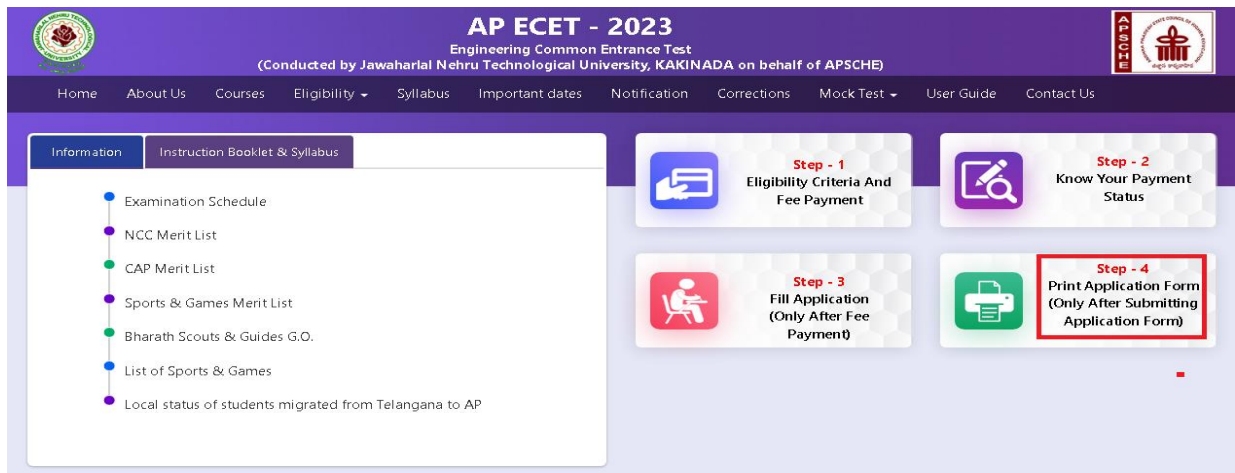 AP ECET - 2023
Engineering Common Entrance Test
(Conducted by Jawaharlal Nehru Technological University, KAKINADA on behalf of APSCHE)
APSCHE
Home About Us Courses Eligibility Syllabus Important dates Notification Corrections Mock Test User Guide Contact Us
Information Instruction Booklet & Syllabus
Examination Schedule
NCC Merit List
CAP Merit List
Sports & Games Merit List
Bharath Scouts & Guides G.O.
List of Sports & Games
Local status of students migrated from Telangana to AP
Step - 1
Eligibility Criteria And
Fee Payment
Step - 2
Know Your Payment
Status
Step - 3
Fill Application
(Only After Fee
Payment)
Step - 4
Print Application Form
(Only After Submitting
Application Form)